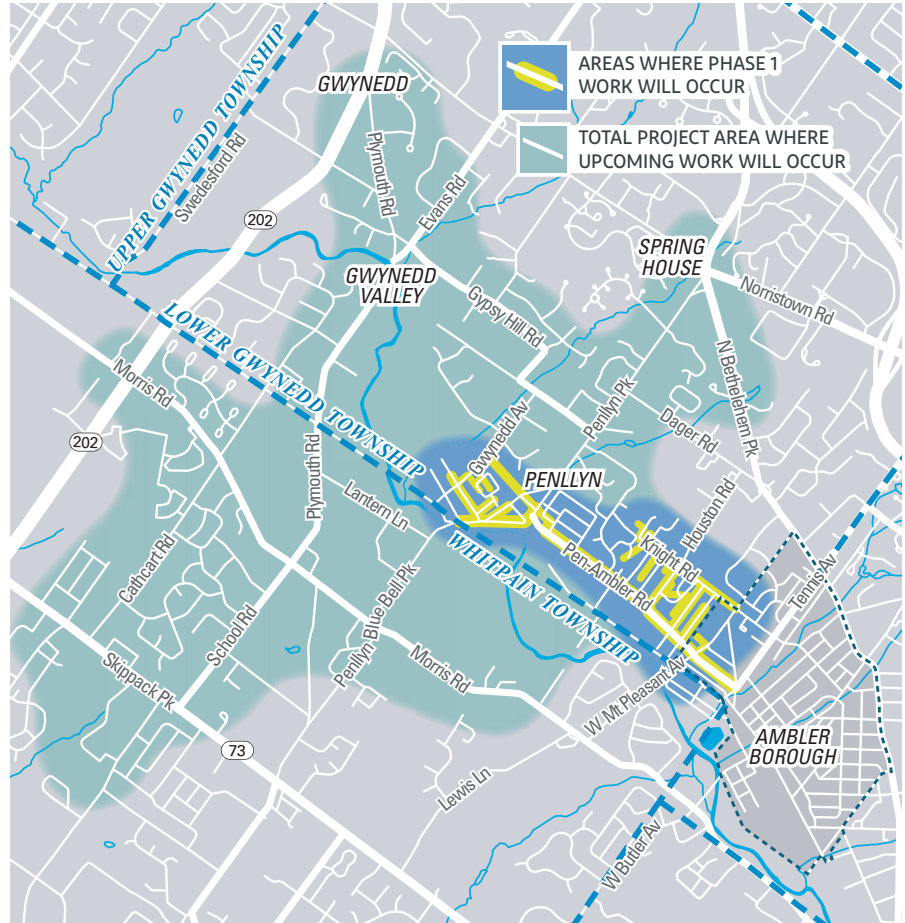 AREAS WHERE PHASE 1
WORK WILL OCCUR
TOTAL PROJECT AREA WHERE
UPCOMING WORK WILL OCCUR
GWYNEDD
UPPER GWYNEDD TOWNSHIP
Swedesford Rd
Plymouth Rd
Evans Rd
202
SPRING
HOUSE
GWYNEDD
VALLEY
Norristown Rd
Gypsy Hill Rd
LOWER GWYNEDD TOWNSHIP
N Bethelehem Pk
Morris Rd
Penllyn Pk
Dager Rd
Gwynedd Av
202
Plymouth Rd
PENLLYN
Lantern Ln
Houston Rd
Knight Rd
Cathcart Rd
WHITPAIN TOWNSHIP
Pen-Ambler Rd
Tennis Av
School Rd
Penllyn Blue Bell Pk
Skippack Pk
Morris Rd
W Mt Pleasant Av
73
AMBLER
BOROUGH
Lewis Ln
W Butler Av